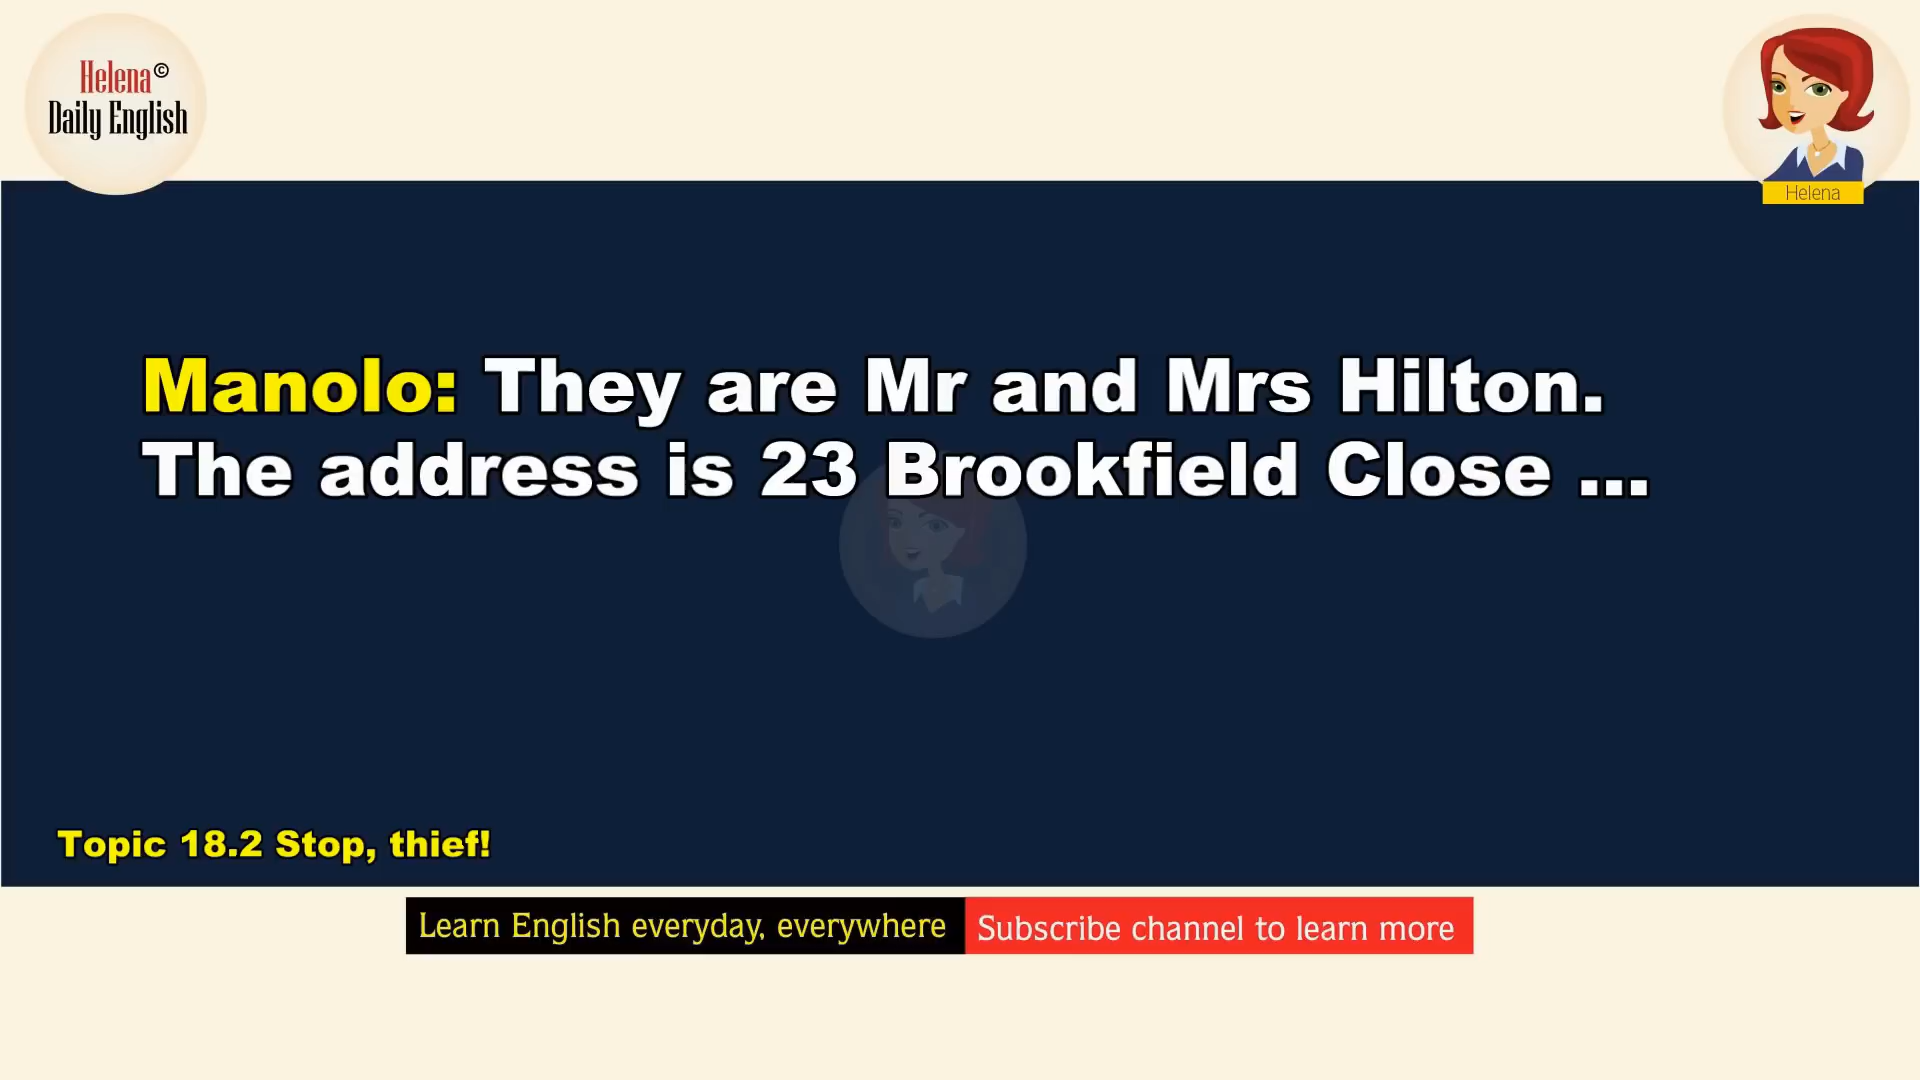 Helena©
Daily English
Helena
Manolo: They are Mr and Mrs Hilton.
The address is 23 Brookfield Close ...
Topic 18.2 Stop, thief!
Learn English everyday, everywhere
Subscribe channel to learn more